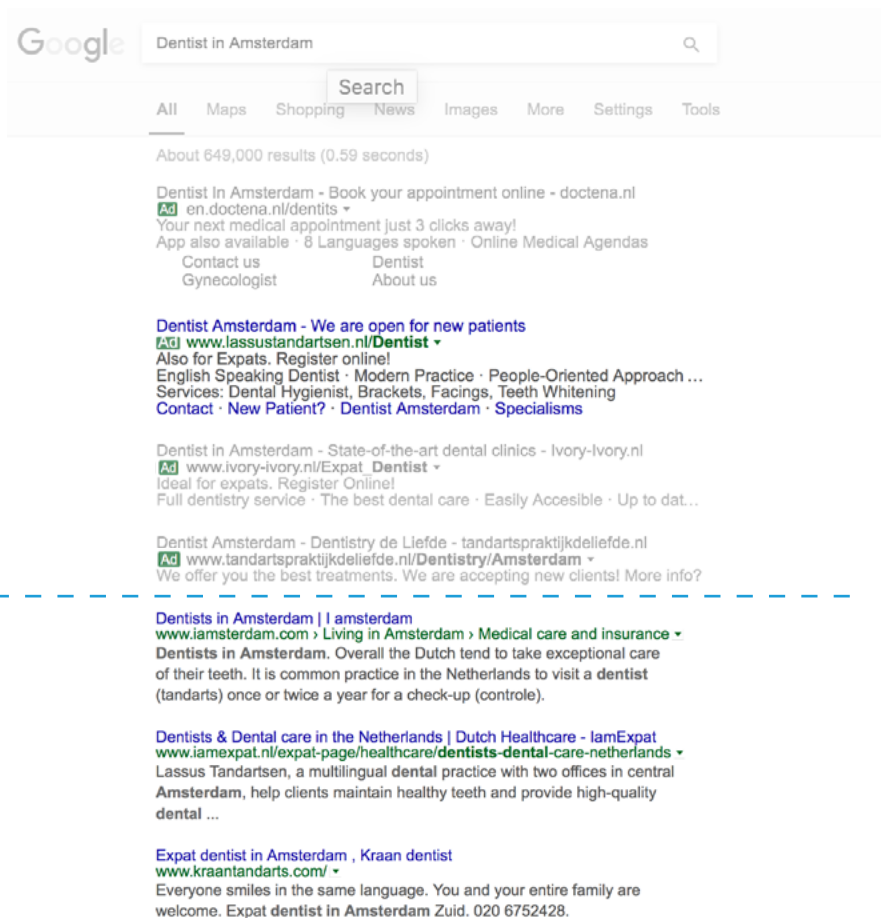 Google
Dentist in Amsterdam
Search
All Maps Shopping News Images More Settings Tools
About 649,000 results (0.59 seconds)
Dentist In Amsterdam - Book your appointment online - doctena.nl
Ad en.doctena.nl/dentits
Your next medical appointment just 3 clicks away!
App also available · 8 Languages spoken · Online Medical Agendas
Contact us Dentist
Gynecologist About us
Dentist Amsterdam - We are open for new patients
Ad www.lassustandartsen.nl/Dentist
Also for Expats. Register online!
English Speaking Dentist · Modern Practice · People-Oriented Approach ...
Services: Dental Hygienist, Brackets, Facings, Teeth Whitening
Contact · New Patient? · Dentist Amsterdam · Specialisms
Dentist in Amsterdam - State-of-the-art dental clinics - Ivory-Ivory.nl
Ad www.ivory-ivory.nl/Expat_Dentist
Ideal for expats. Register Online!
Full dentistry service · The best dental care · Easily Accesible · Up to dat...
Dentist Amsterdam - Dentistry de Liefde - tandartspraktijkdeliefde.nl
Ad www.tandartspraktijkdeliefde.nl/Dentistry/Amsterdam
We offer you the best treatments. We are accepting new clients! More info?
Dentists in Amsterdam | I amsterdam
www.iamsterdam.com › Living in Amsterdam › Medical care and insurance
Dentists in Amsterdam. Overall the Dutch tend to take exceptional care
of their teeth. It is common practice in the Netherlands to visit a dentist
(tandarts) once or twice a year for a check-up (controle).
Dentists & Dental care in the Netherlands | Dutch Healthcare - IamExpat
www.iamexpat.nl/expat-page/healthcare/dentists-dental-care-netherlands
Lassus Tandartsen, a multilingual dental practice with two offices in central
Amsterdam, help clients maintain healthy teeth and provide high-quality
dental ...
Expat dentist in Amsterdam , Kraan dentist
www.kraantandarts.com/
Everyone smiles in the same language. You and your entire family are
welcome. Expat dentist in Amsterdam Zuid. 020 6752428.